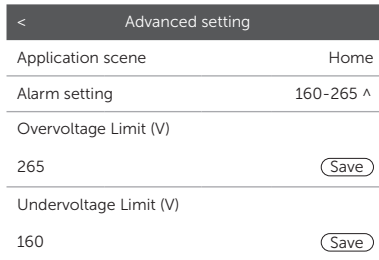 < Advanced setting
Application scene Home
Alarm setting 160-265 ^
Overvoltage Limit (V)
265 Save
Undervoltage Limit (V)
160 Save